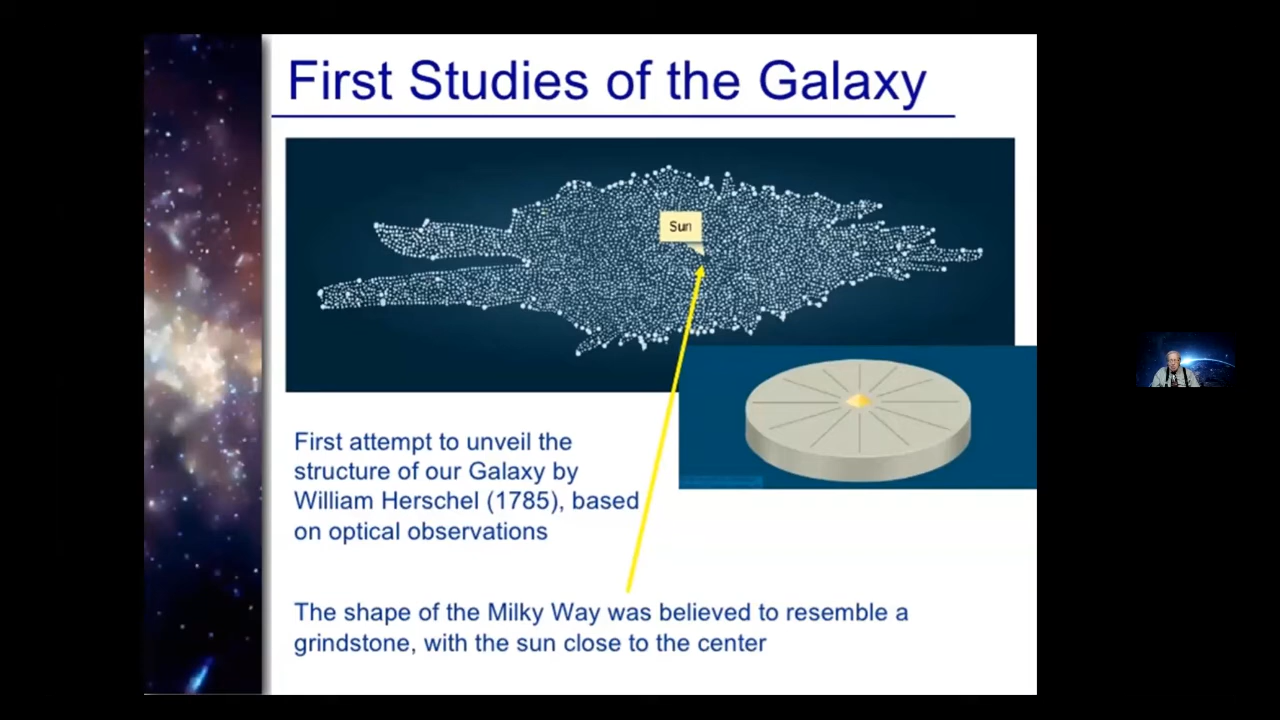 First Studies of the Galaxy
Sun
First attempt to unveil the
structure of our Galaxy by
William Herschel (1785), based
on optical observations
The shape of the Milky Way was believed to resemble a
grindstone, with the sun close to the center